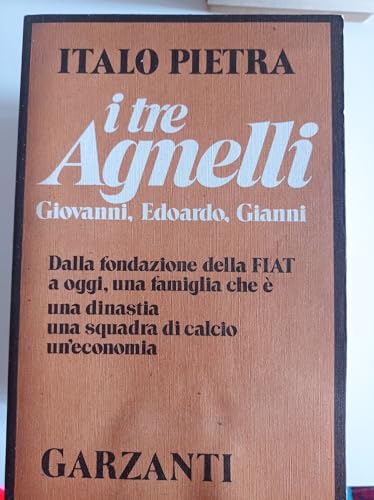 ITALO PIETRA
i tre
Agnelli
Giovanni, Edoardo, Gianni
Dalla fondazione della FIAT
a oggi, una famiglia che è
una dinastia
una squadra di calcio
un'economia
GARZANTI